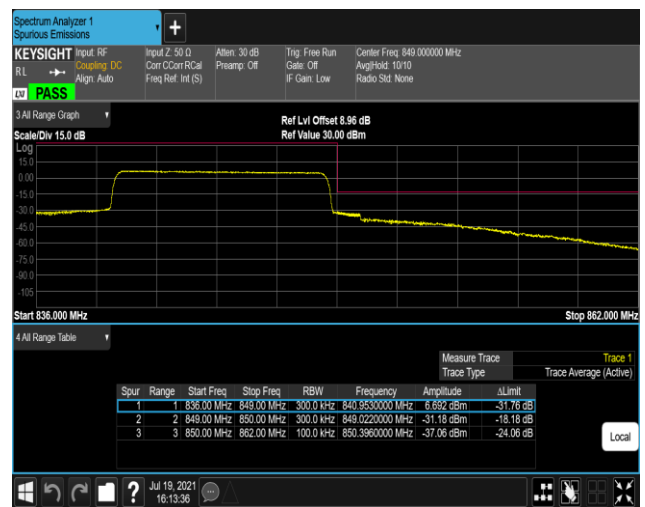 Spectrum Analyzer 1
Spurious Emissions
KEYSIGHT Input: RF Input Z: 50 Ω Atten: 30 dB Trig: Free Run Center Freq: 849.000000 MHz
RL Coupling: DC Corr CCorr RCal Preamp: Off Gate: Off Avg|Hold: 10/10
Align: Auto Freq Ref: Int (S) IF Gain: Low Radio Std: None
LXI PASS
3 All Range Graph
Ref Lvl Offset 8.96 dB
Scale/Div 15.0 dB Ref Value 30.00 dBm
Log
15.0
0.00
-15.0
-30.0
-45.0
-60.0
-75.0
-90.0
-105
Start 836.000 MHz Stop 862.000 MHz
4 All Range Table
Measure Trace Trace 1
Trace Type Trace Average (Active)
Spur Range Start Freq Stop Freq RBW Frequency Amplitude ΔLimit
1 1 836.00 MHz 849.00 MHz 300.0 kHz 840.9530000 MHz 6.692 dBm -31.76 dB
2 2 849.00 MHz 850.00 MHz 300.0 kHz 849.0220000 MHz -31.18 dBm -18.18 dB
3 3 850.00 MHz 862.00 MHz 100.0 kHz 850.3960000 MHz -37.06 dBm -24.06 dB
Local
? Jul 19, 2021
16:13:36